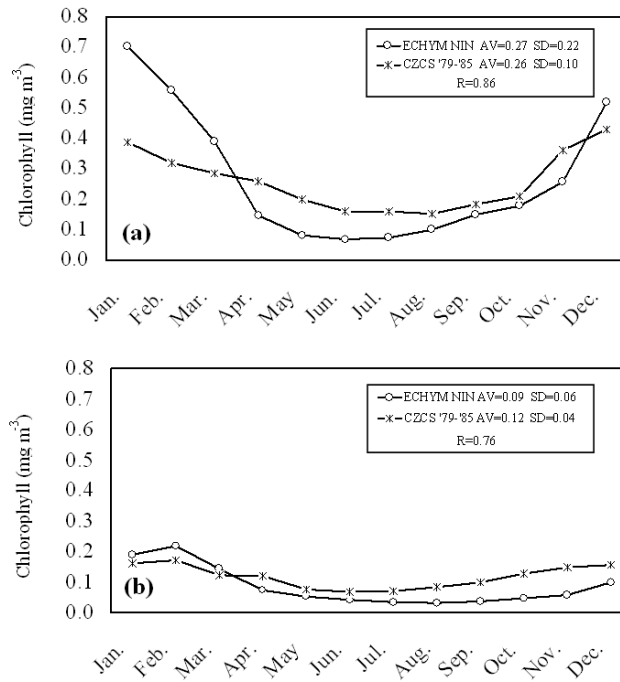 0.8
0.7
0.6
0.5
0.4
0.3
0.2
0.1
0.0
Chlorophyll (mg m-3)
ECHYM NIN AV=0.27 SD=0.22
CZCS '79-'85 AV=0.26 SD=0.10
R=0.86
(a)
Jan. Feb. Mar. Apr. May Jun. Jul. Aug. Sep. Oct. Nov. Dec.
0.8
0.7
0.6
0.5
0.4
0.3
0.2
0.1
0.0
Chlorophyll (mg m-3)
ECHYM NIN AV=0.09 SD=0.06
CZCS '79-'85 AV=0.12 SD=0.04
R=0.76
(b)
Jan. Feb. Mar. Apr. May Jun. Jul. Aug. Sep. Oct. Nov. Dec.